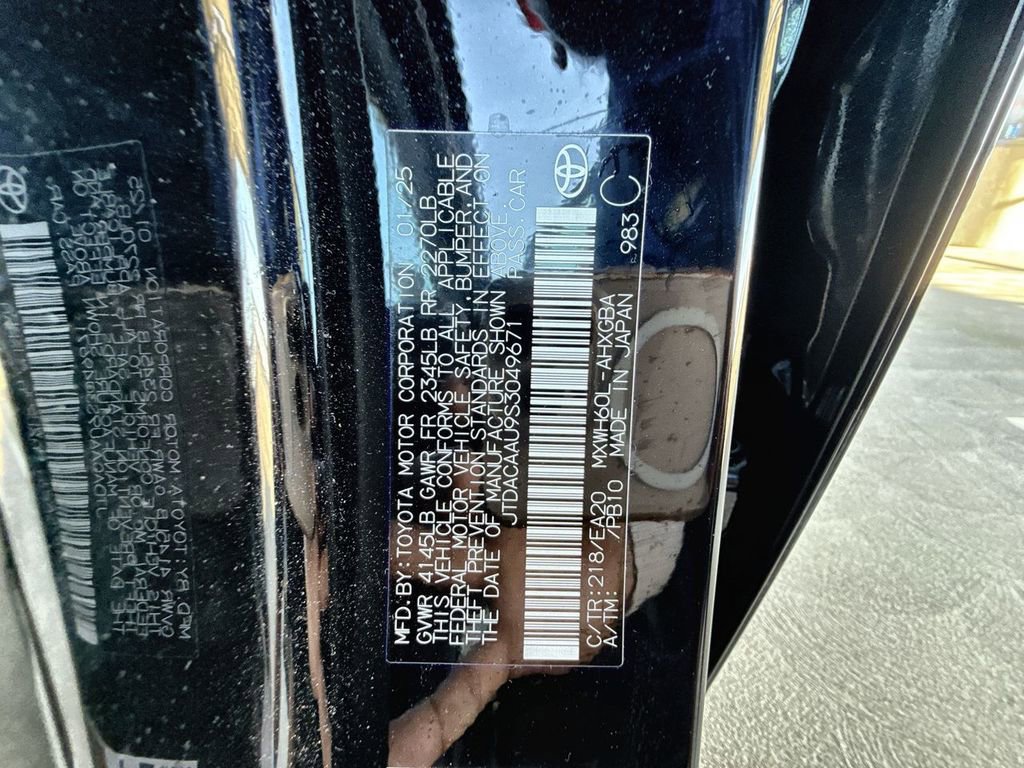 MFD.BY:TOYOTA MOTOR CORPORATION 01/25
GVWR 4145LB GAWR FR 2345LB RR 2270LB
THIS VEHICLE CONFORMS TO ALL APPLICABLE
FEDERAL MOTOR VEHICLE SAFETY,BUMPER,AND
THEFT PREVENTION STANDARDS IN EFFECT ON
THE DATE OF MANUFACTURE SHOWN ABOVE.
JTDACAAU9S3049671 PASS.CAR
C/TR:218/EA20 MXWH60L-AHXGBA
A/TM: /PB10 MADE IN JAPAN
983 C